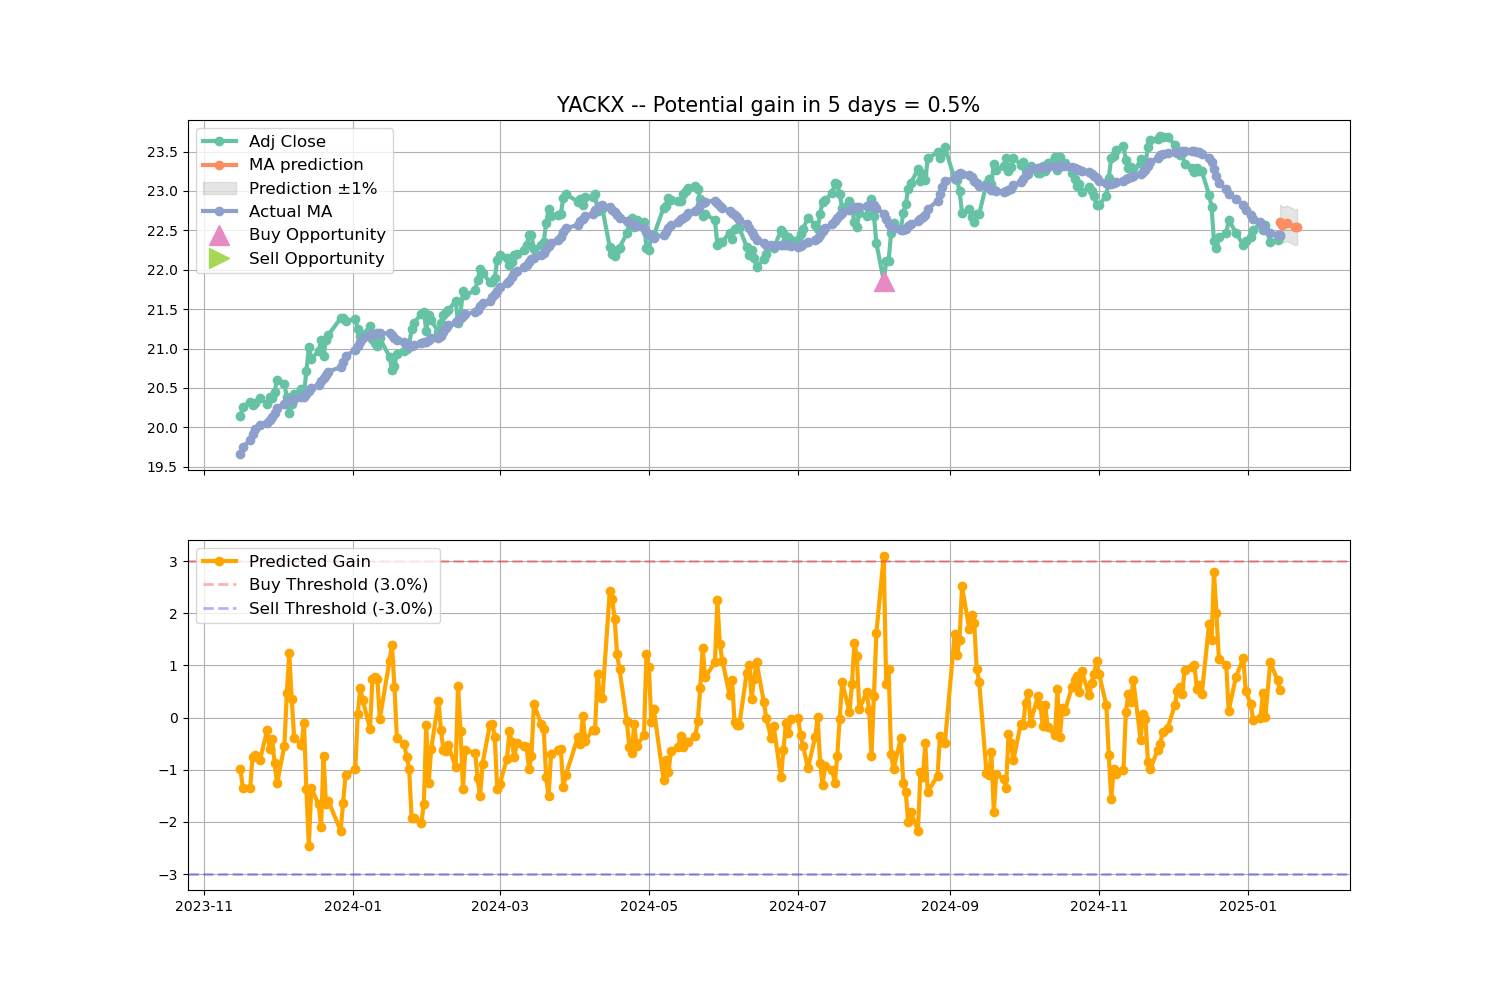 YACKX -- Potential gain in 5 days = 0.5%
Adj Close
MA prediction
Prediction ±1%
Actual MA
Buy Opportunity
Sell Opportunity
23.5
23.0
22.5
22.0
21.5
21.0
20.5
20.0
19.5
Predicted Gain
Buy Threshold (3.0%)
Sell Threshold (-3.0%)
3
2
1
0
−1
−2
−3
2023-11 2024-01 2024-03 2024-05 2024-07 2024-09 2024-11 2025-01